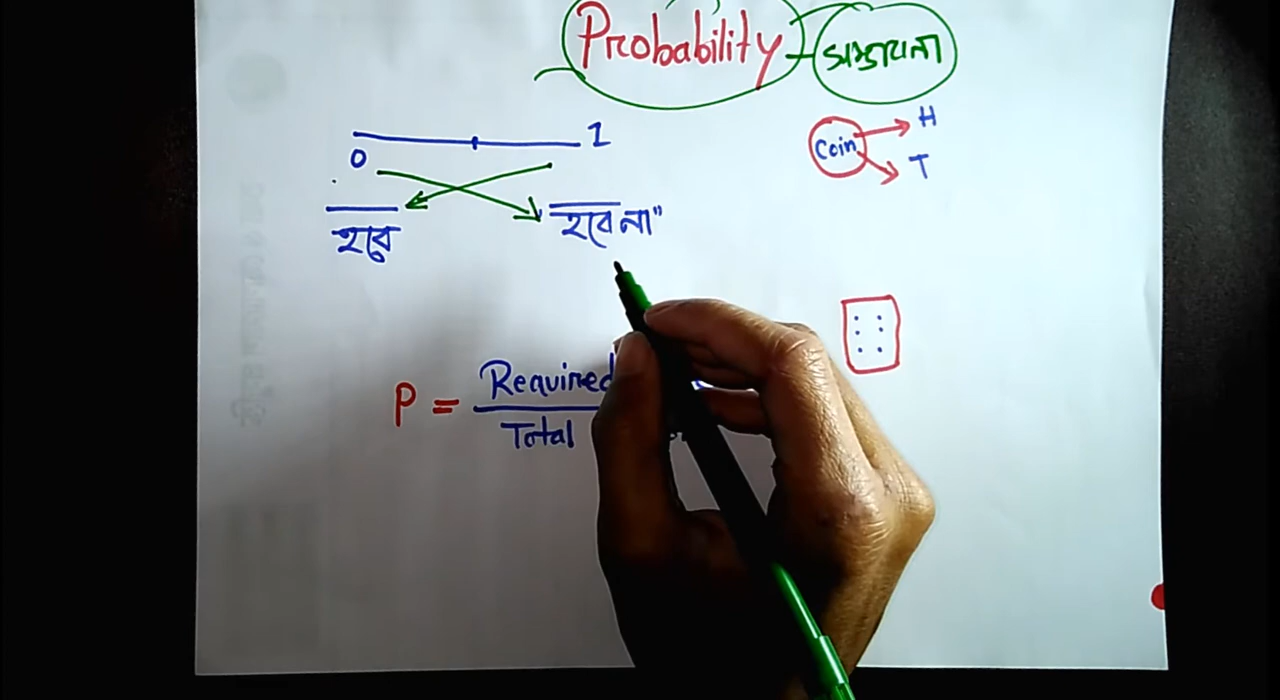 Probability - সম্ভাবনা
0 1
Coin H
T
হবে "হবে না"
P = Required
Total